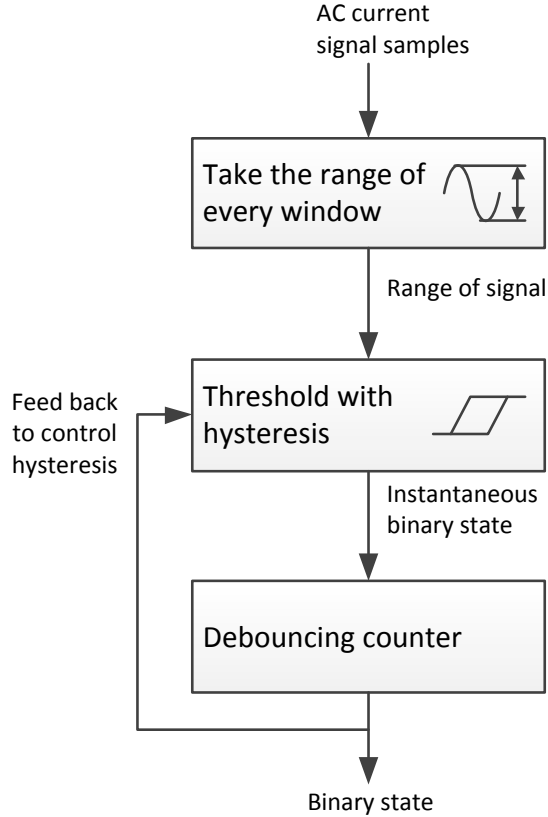 AC current
signal samples
Take the range of
every window
Range of signal
Feed back
to control
hysteresis
Threshold with
hysteresis
Instantaneous
binary state
Debouncing counter
Binary state